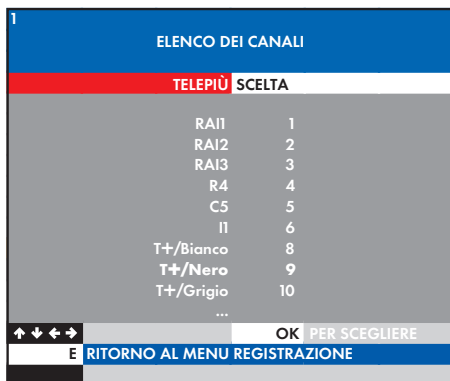 1
ELENCO DEI CANALI
TELEPIÙ SCELTA
RAI1 1
RAI2 2
RAI3 3
R4 4
C5 5
I1 6
T+/Bianco 8
T+/Nero 9
T+/Grigio 10
...
↑ ↓ ← → OK PER SCEGLIERE
E RITORNO AL MENU REGISTRAZIONE